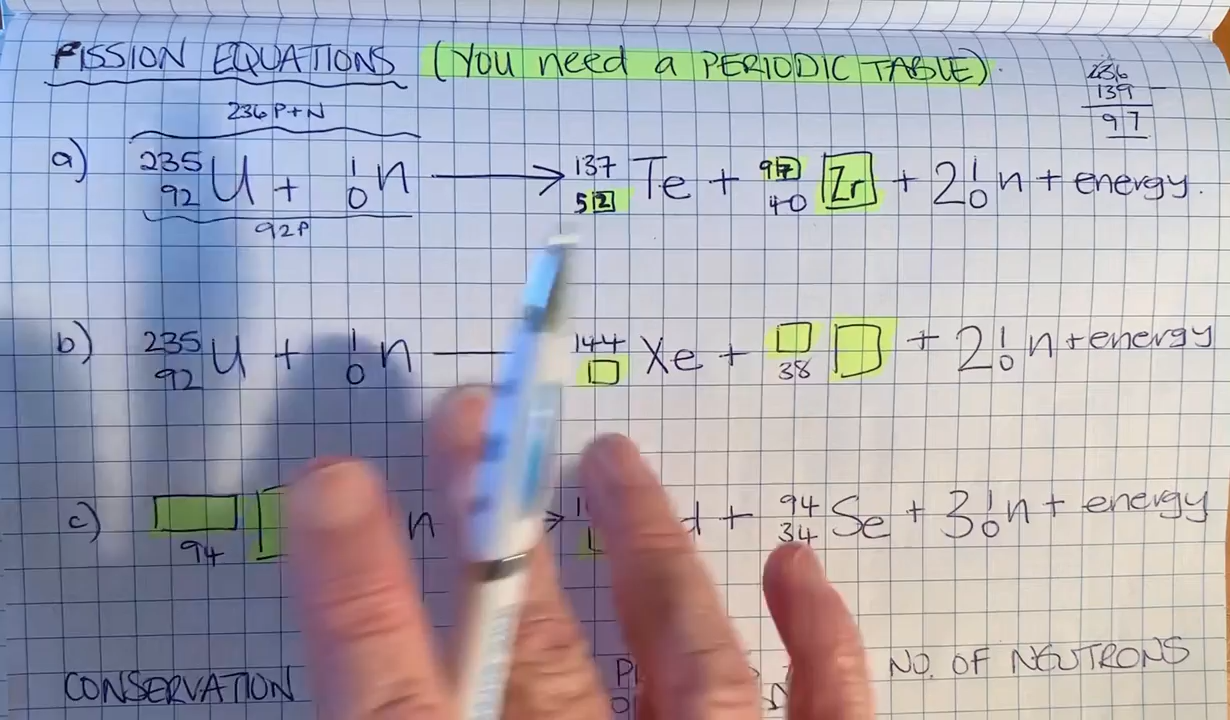 FISSION EQUATIONS (YOU need a PERIODIC TABLE).
236
139 -
97
236 P+N
a) 235 92 U + 1 0 n → 137 52 Te + 97 40 Zr + 2 1 0 n + energy.
92P
b) 235 92 U + 1 0 n 144 □ Xe + □ 38 □ + 2 1 0 n + energy
c) 94 n → + 94 34 Se + 3 1 0 n + energy
CONSERVATION NO. OF NEUTRONS